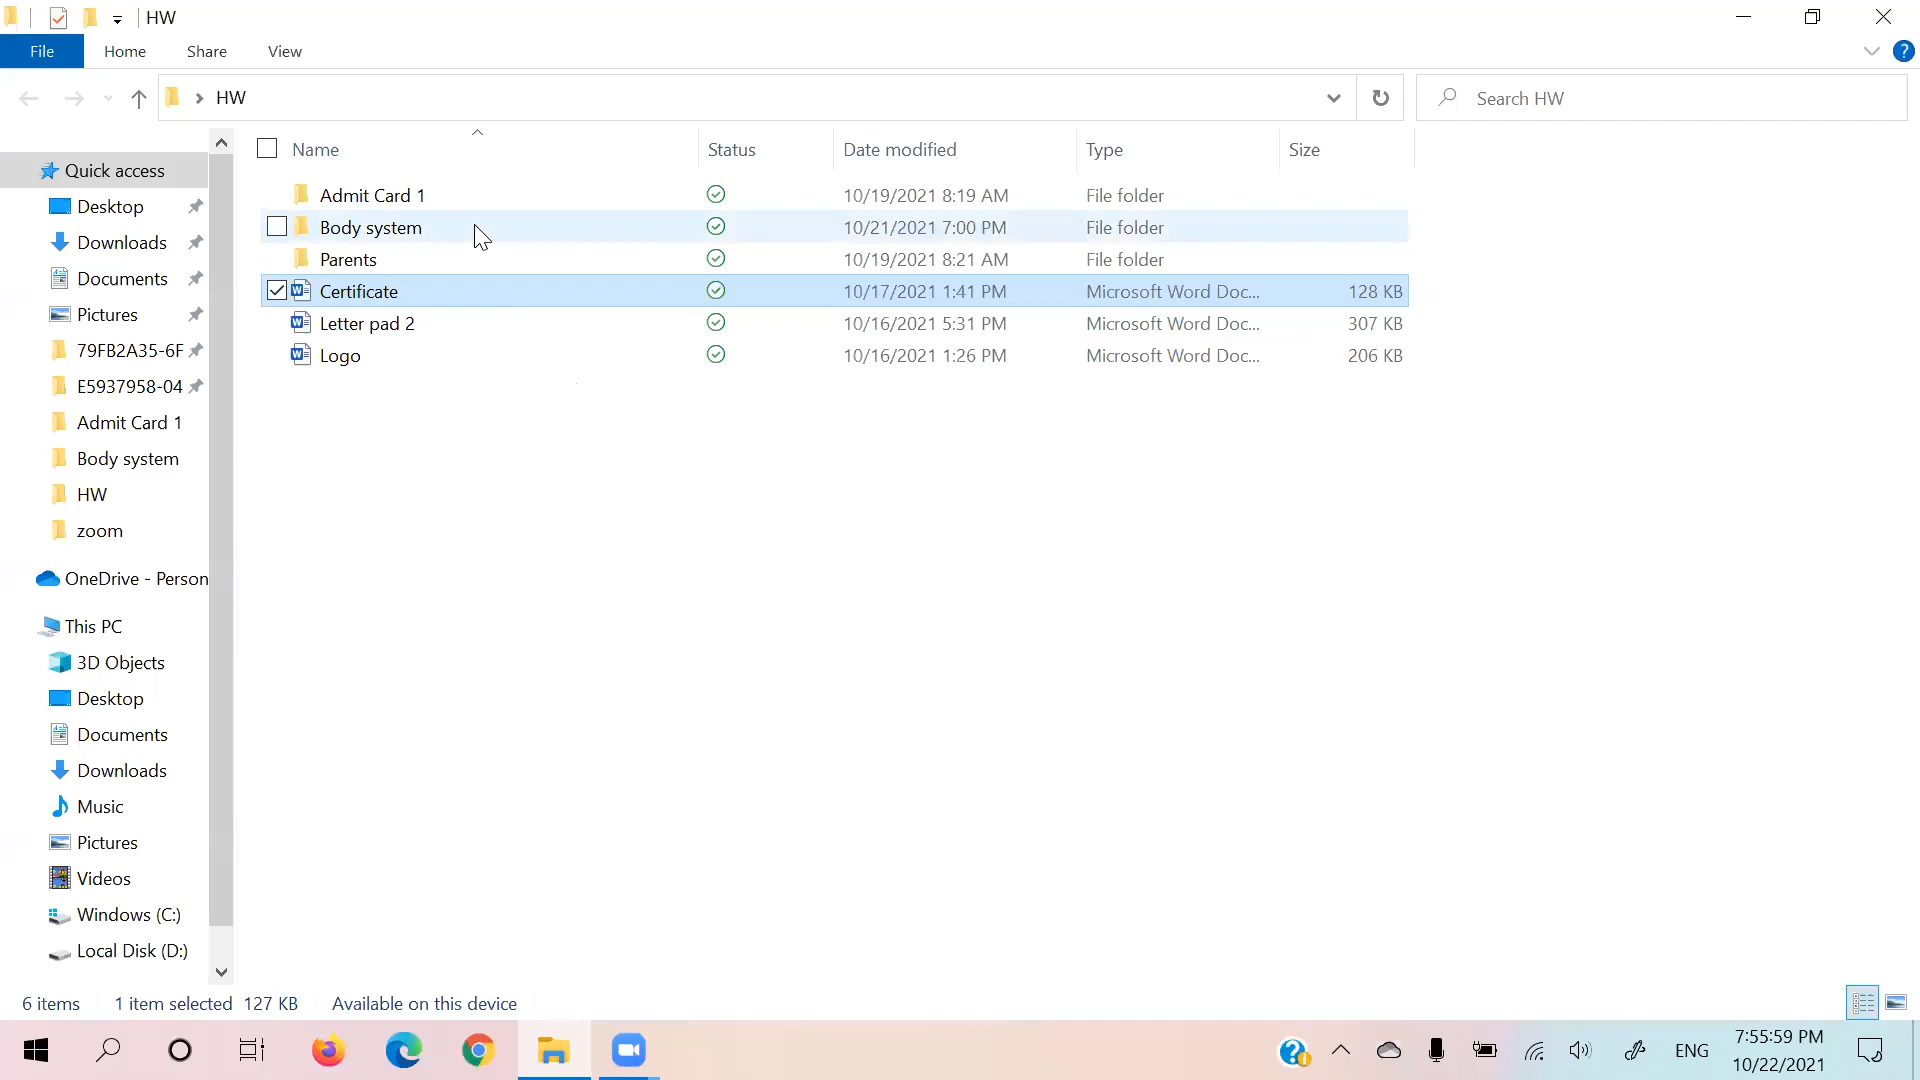 HW
File Home Share View
HW
Search HW
Name Status Date modified Type Size
Quick access
Desktop
Downloads
Documents
Pictures
79FB2A35-6F
E5937958-04
Admit Card 1
Body system
HW
zoom
OneDrive - Person
This PC
3D Objects
Desktop
Documents
Downloads
Music
Pictures
Videos
Windows (C:)
Local Disk (D:)
Admit Card 1 10/19/2021 8:19 AM File folder
Body system 10/21/2021 7:00 PM File folder
Parents 10/19/2021 8:21 AM File folder
Certificate 10/17/2021 1:41 PM Microsoft Word Doc... 128 KB
Letter pad 2 10/16/2021 5:31 PM Microsoft Word Doc... 307 KB
Logo 10/16/2021 1:26 PM Microsoft Word Doc... 206 KB
6 items 1 item selected 127 KB Available on this device
ENG 7:55:59 PM
10/22/2021